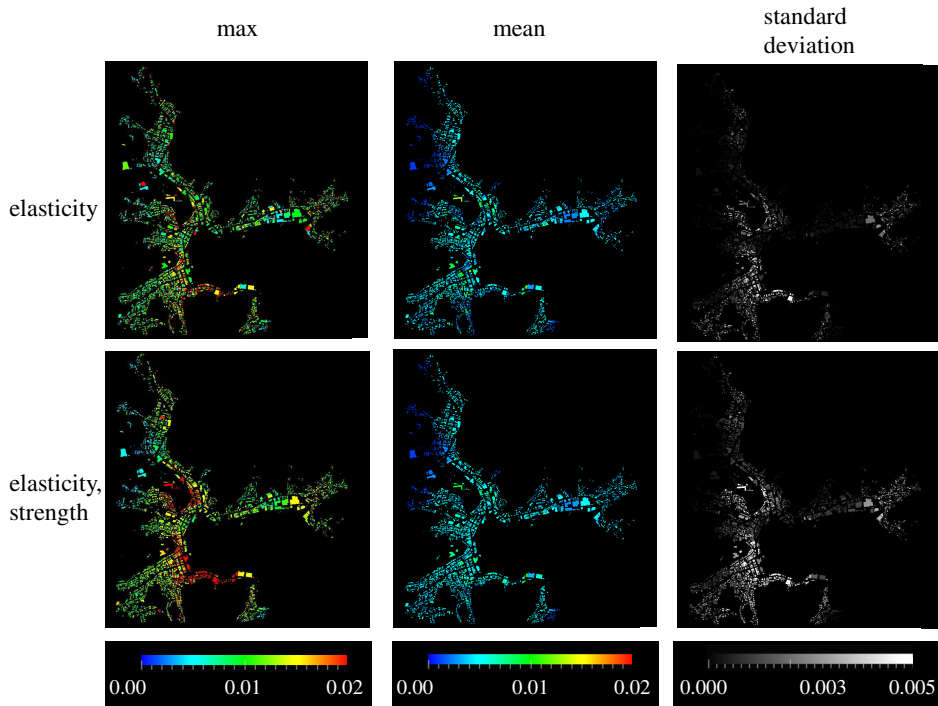 max
mean
standard
deviation
elasticity
elasticity,
strength
0.00 0.01 0.02
0.00 0.01 0.02
0.000 0.003 0.005